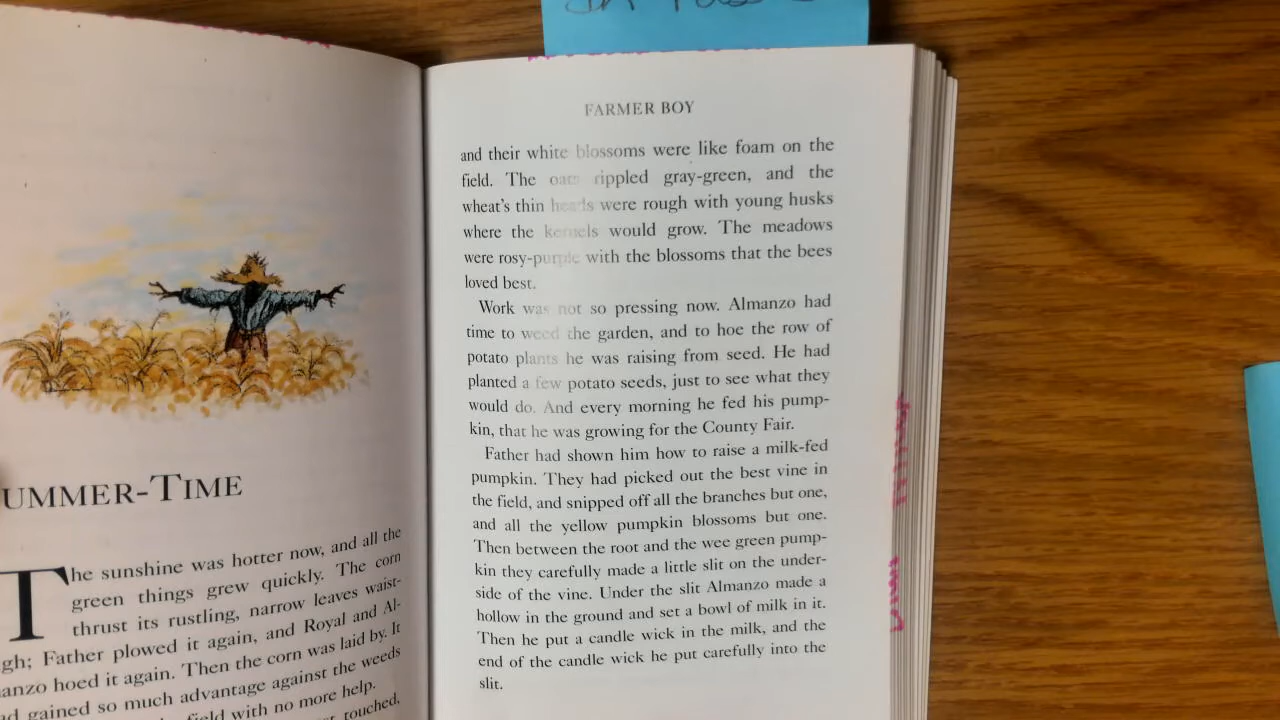 UMMER-TIME
The sunshine was hotter now, and all the
green things grew quickly. The corn
thrust its rustling, narrow leaves waist-
gh; Father plowed it again, and Royal and Al-
anzo hoed it again. Then the corn was laid by. It
ad gained so much advantage against the weeds
field with no more help.
touched,
FARMER BOY
and their white blossoms were like foam on the
field. The oats rippled gray-green, and the
wheat's thin heads were rough with young husks
where the kernels would grow. The meadows
were rosy-purple with the blossoms that the bees
loved best.
Work was not so pressing now. Almanzo had
time to weed the garden, and to hoe the row of
potato plants he was raising from seed. He had
planted a few potato seeds, just to see what they
would do. And every morning he fed his pump-
kin, that he was growing for the County Fair.
Father had shown him how to raise a milk-fed
pumpkin. They had picked out the best vine in
the field, and snipped off all the branches but one,
and all the yellow pumpkin blossoms but one.
Then between the root and the wee green pump-
kin they carefully made a little slit on the under-
side of the vine. Under the slit Almanzo made a
hollow in the ground and set a bowl of milk in it.
Then he put a candle wick in the milk, and the
end of the candle wick he put carefully into the
slit.